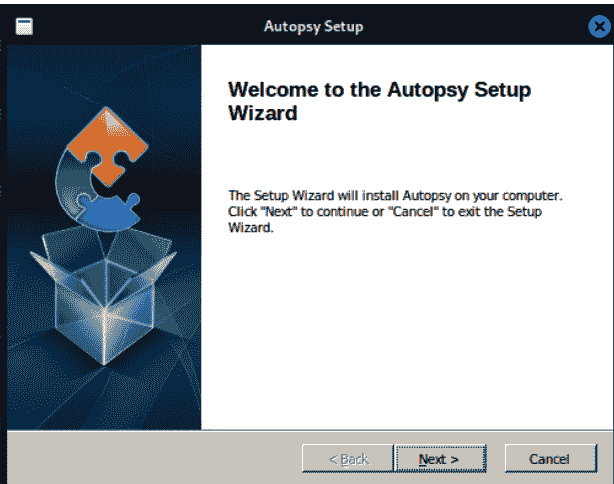 Autopsy Setup
Welcome to the Autopsy Setup
Wizard
The Setup Wizard will install Autopsy on your computer.
Click "Next" to continue or "Cancel" to exit the Setup
Wizard.
< Back
Next >
Cancel